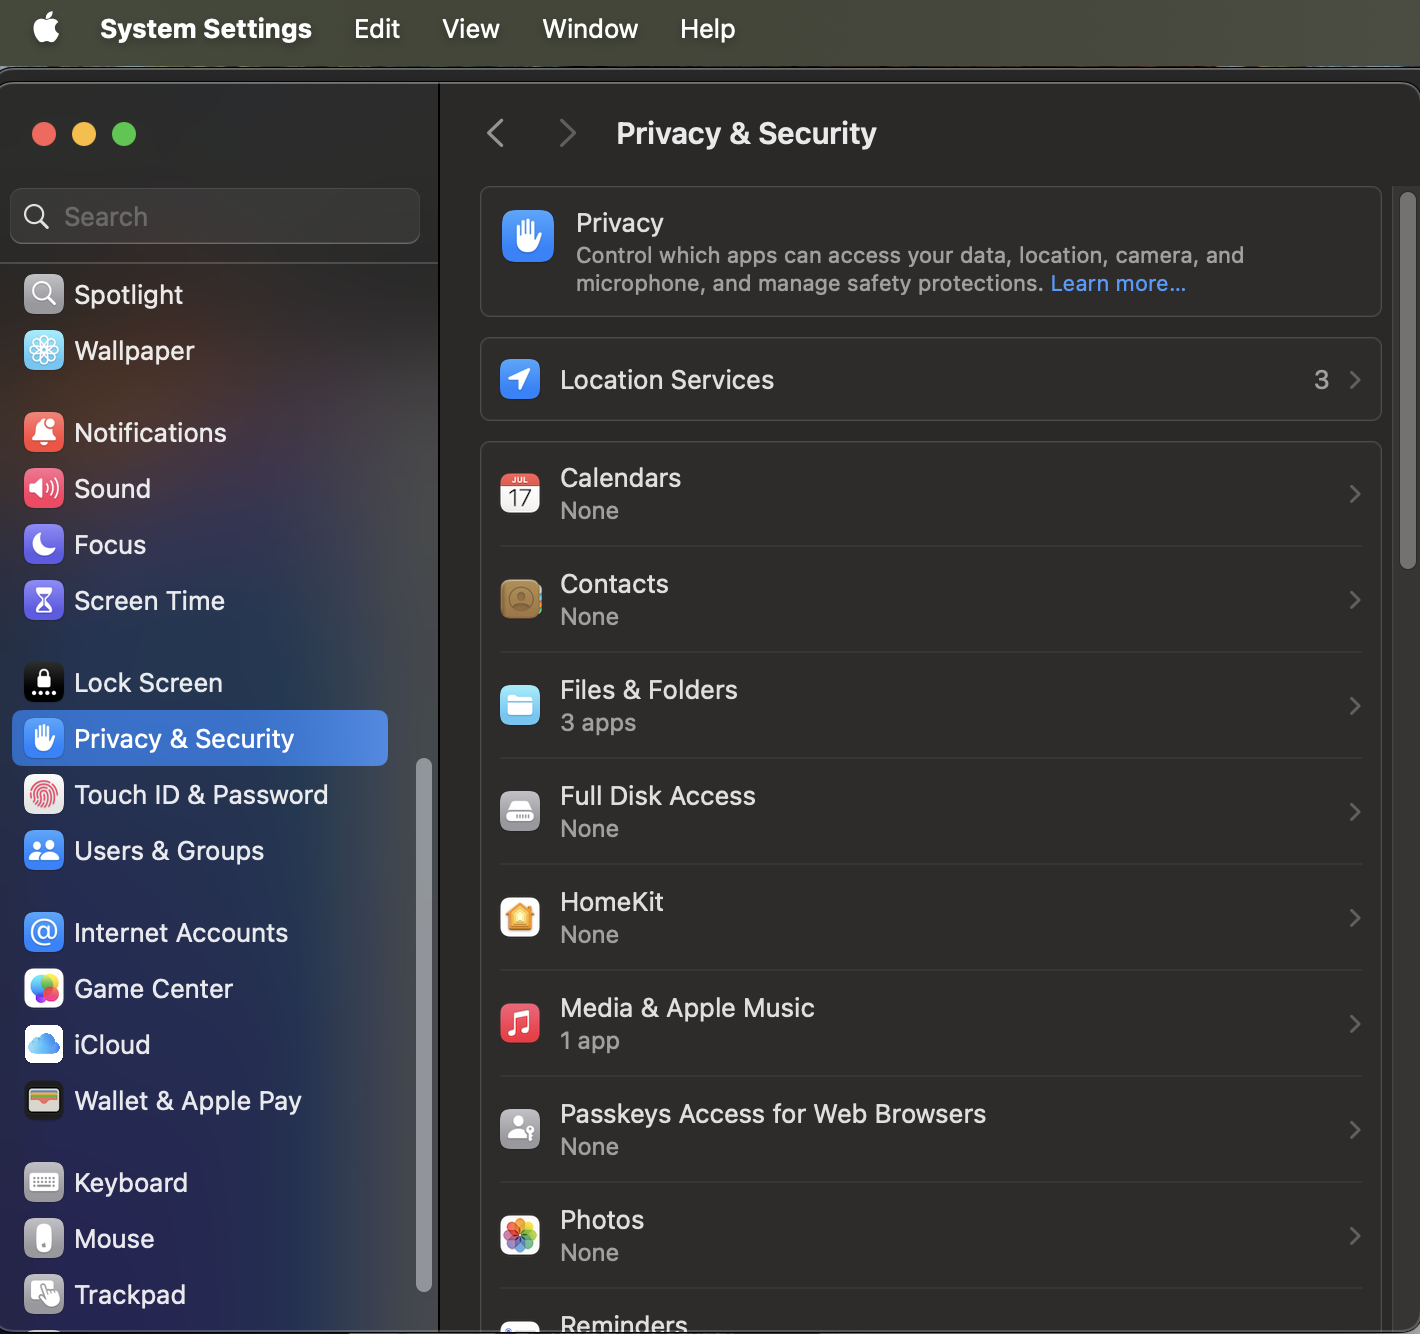 System Settings Edit View Window Help
Search
Spotlight
Wallpaper
Notifications
Sound
Focus
Screen Time
Lock Screen
Privacy & Security
Touch ID & Password
Users & Groups
Internet Accounts
Game Center
iCloud
Wallet & Apple Pay
Keyboard
Mouse
Trackpad
Privacy & Security
Privacy
Control which apps can access your data, location, camera, and
microphone, and manage safety protections. Learn more...
Location Services 3
JUL
17
Calendars
None
Contacts
None
Files & Folders
3 apps
Full Disk Access
None
HomeKit
None
Media & Apple Music
1 app
Passkeys Access for Web Browsers
None
Photos
None
Reminders